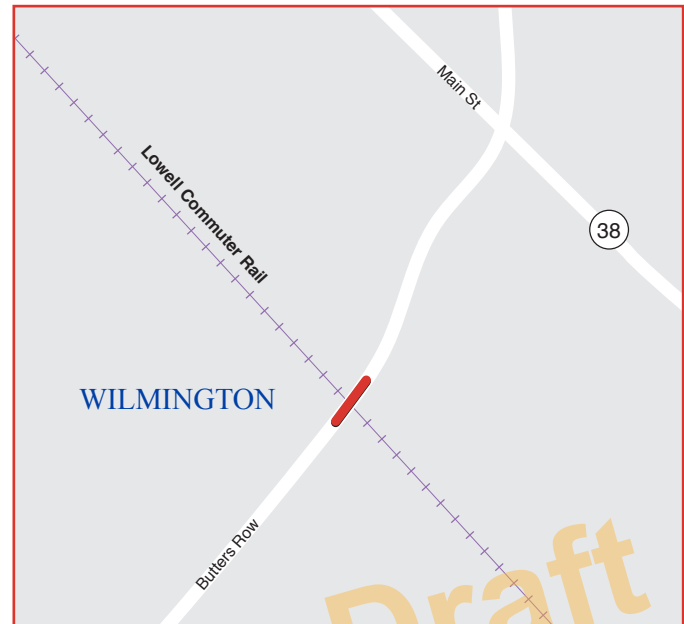 Main St
Lowell Commuter Rail
38
WILMINGTON
Butters Row
Draft